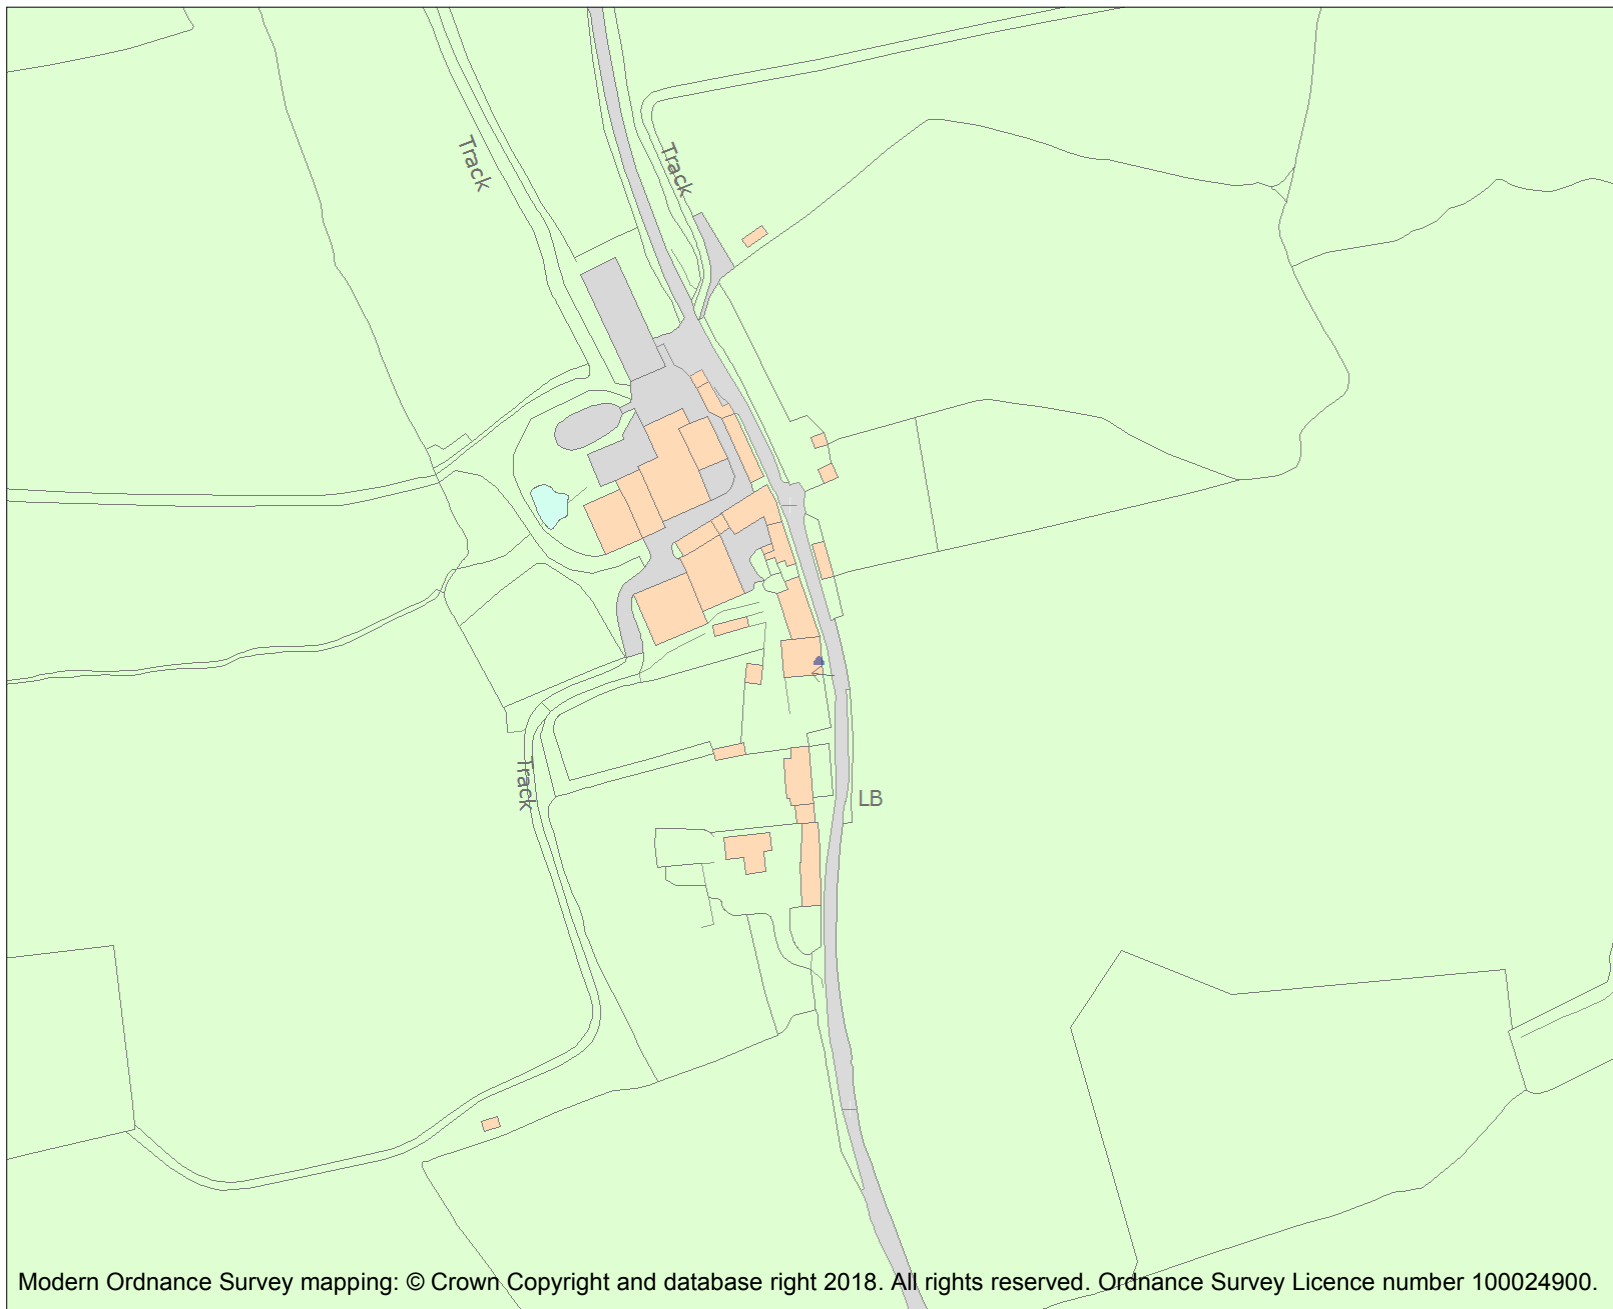 Track
Track
Track
LB
Modern Ordnance Survey mapping: © Crown Copyright and database right 2018. All rights reserved. Ordnance Survey Licence number 100024900.